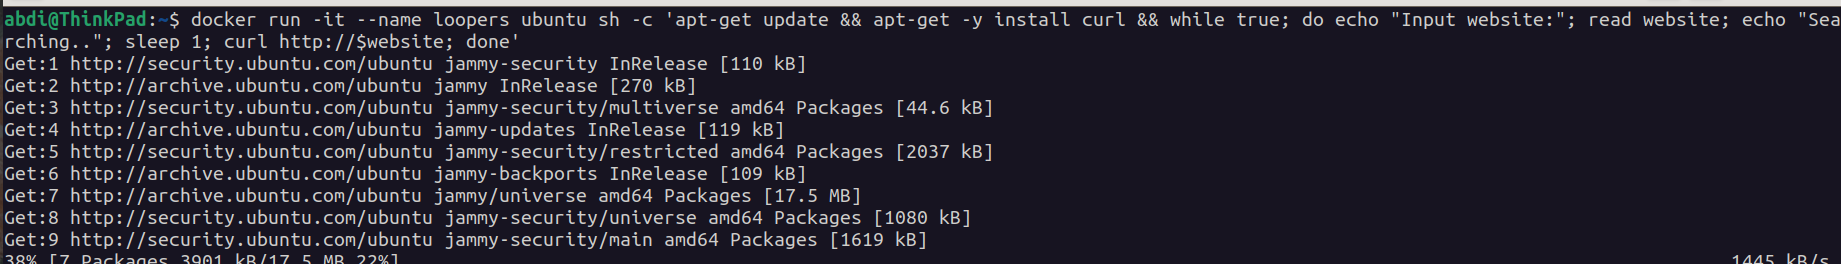 abdi@ThinkPad:~$ docker run -it --name loopers ubuntu sh -c 'apt-get update && apt-get -y install curl && while true; do echo "Input website:"; read website; echo "Sea
rching.."; sleep 1; curl http://$website; done'
Get:1 http://security.ubuntu.com/ubuntu jammy-security InRelease [110 kB]
Get:2 http://archive.ubuntu.com/ubuntu jammy InRelease [270 kB]
Get:3 http://security.ubuntu.com/ubuntu jammy-security/multiverse amd64 Packages [44.6 kB]
Get:4 http://archive.ubuntu.com/ubuntu jammy-updates InRelease [119 kB]
Get:5 http://security.ubuntu.com/ubuntu jammy-security/restricted amd64 Packages [2037 kB]
Get:6 http://archive.ubuntu.com/ubuntu jammy-backports InRelease [109 kB]
Get:7 http://archive.ubuntu.com/ubuntu jammy/universe amd64 Packages [17.5 MB]
Get:8 http://security.ubuntu.com/ubuntu jammy-security/universe amd64 Packages [1080 kB]
Get:9 http://security.ubuntu.com/ubuntu jammy-security/main amd64 Packages [1619 kB]
38% [7 Packages 3901 kB/17.5 MB 22%] 1445 kB/s